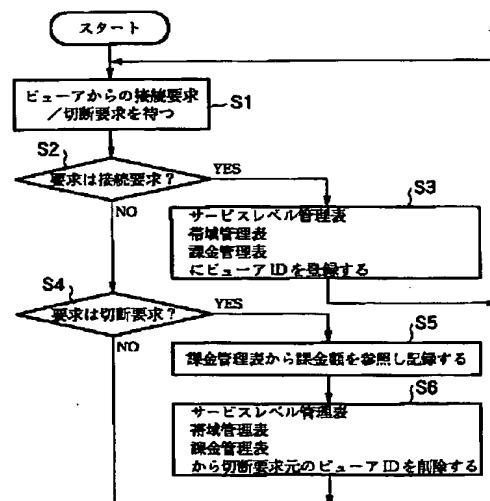 スタート
ビューアからの接続要求
／切断要求を待つ
S1
S2
要求は接続要求？
YES
NO
S3
サービスレベル管理表
帯域管理表
課金管理表
にビューアIDを登録する
S4
要求は切断要求？
YES
NO
S5
課金管理表から課金額を参照し記録する
S6
サービスレベル管理表
帯域管理表
課金管理表
から切断要求元のビューアIDを削除する